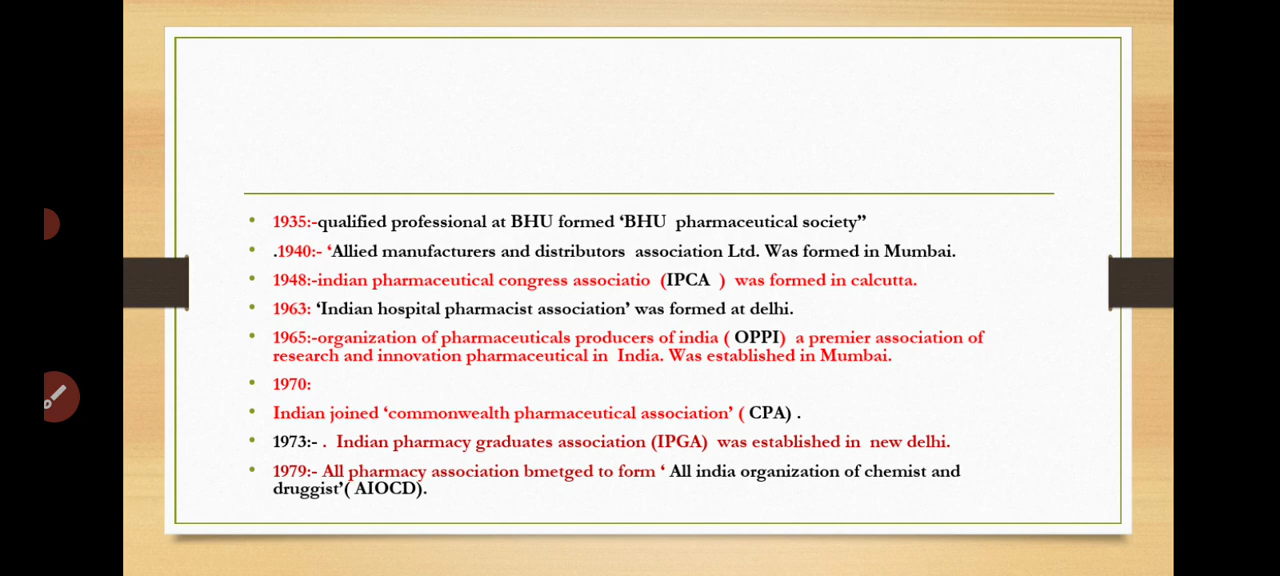 1935:-qualified professional at BHU formed ‘BHU pharmaceutical society”
.1940:- ‘Allied manufacturers and distributors association Ltd. Was formed in Mumbai.
1948:-indian pharmaceutical congress associatio (IPCA ) was formed in calcutta.
1963: ‘Indian hospital pharmacist association’ was formed at delhi.
1965:-organization of pharmaceuticals producers of india ( OPPI) a premier association of
research and innovation pharmaceutical in India. Was established in Mumbai.
1970:
Indian joined ‘commonwealth pharmaceutical association’ ( CPA) .
1973:- . Indian pharmacy graduates association (IPGA) was established in new delhi.
1979:- All pharmacy association bmetged to form ‘ All india organization of chemist and
druggist’( AIOCD).